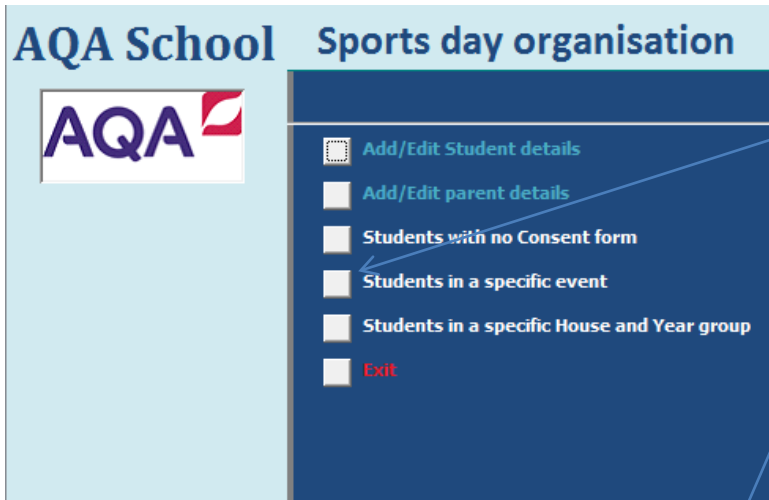 AQA School
Sports day organisation
AQA
Add/Edit Student details
Add/Edit parent details
Students with no Consent form
Students in a specific event
Students in a specific House and Year group
Exit